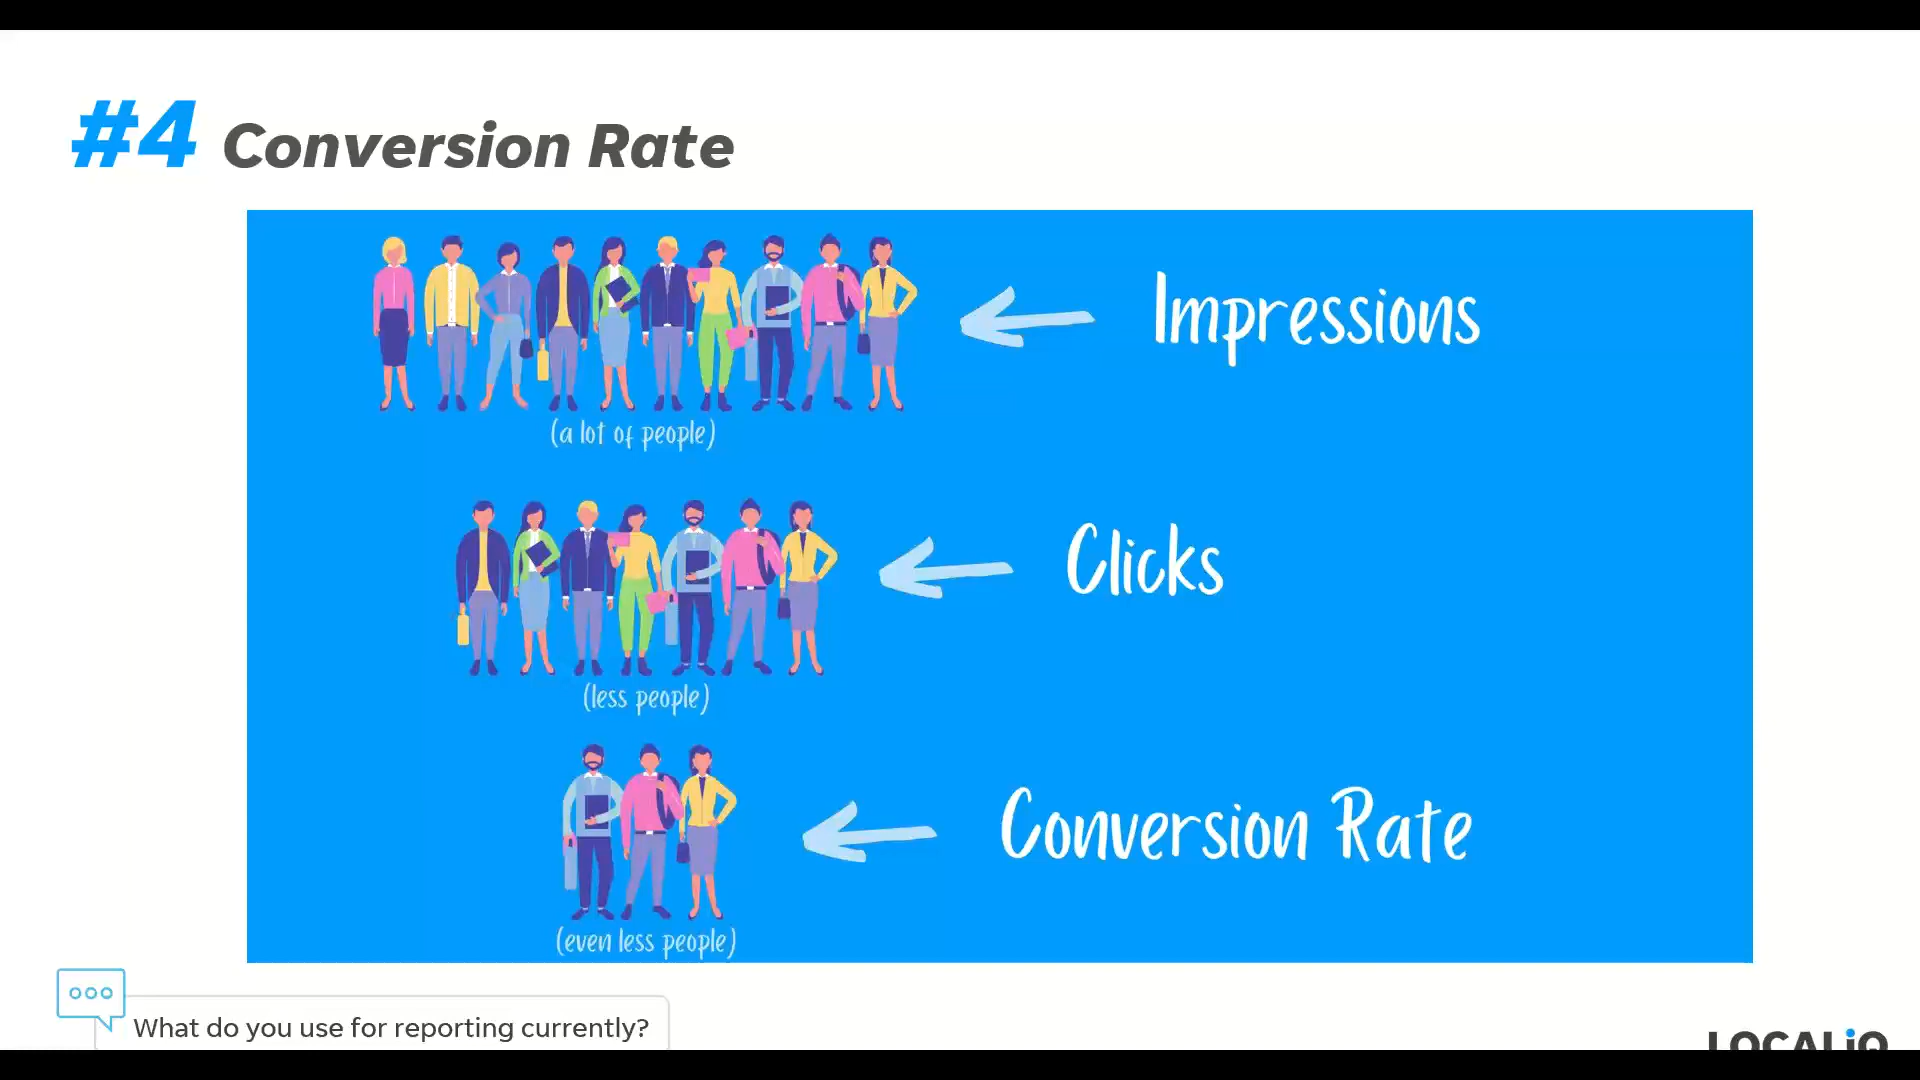 #4 Conversion Rate
Impressions
(a lot of people)
Clicks
(less people)
Conversion Rate
(even less people)
What do you use for reporting currently?
LOCALiQ